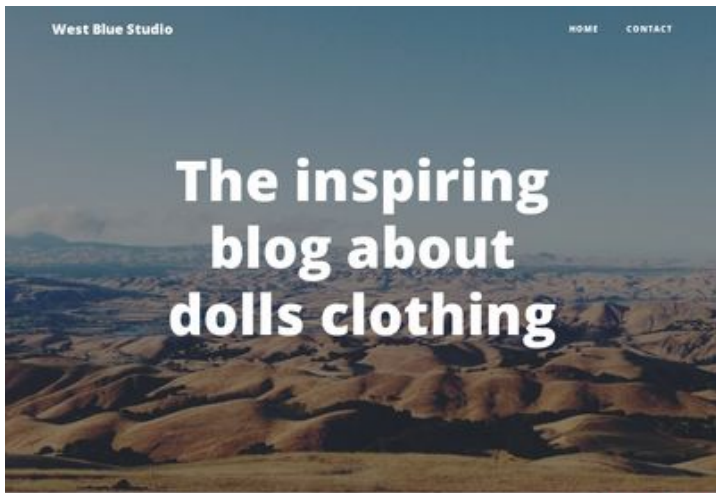 West Blue Studio
HOME CONTACT
The inspiring
blog about
dolls clothing